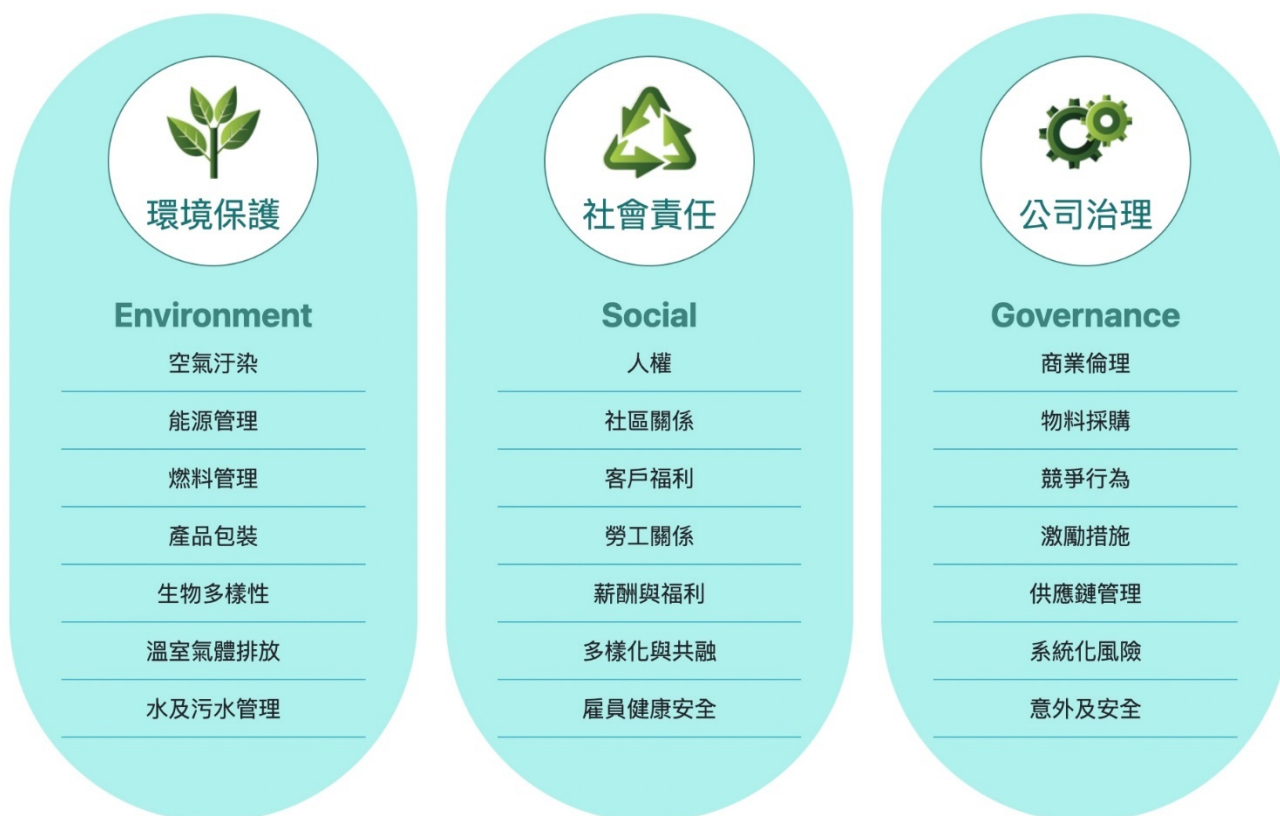 環境保護
Environment
空氣汙染
能源管理
燃料管理
產品包裝
生物多樣性
溫室氣體排放
水及污水管理
社會責任
Social
人權
社區關係
客戶福利
勞工關係
薪酬與福利
多樣化與共融
雇員健康安全
公司治理
Governance
商業倫理
物料採購
競爭行為
激勵措施
供應鏈管理
系統化風險
意外及安全